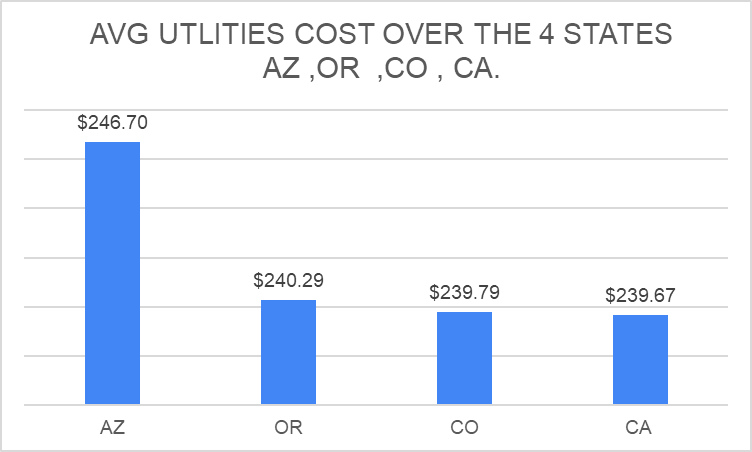 AVG UTLITIES COST OVER THE 4 STATES
AZ ,OR  ,CO , CA.
$246.70
$240.29
$239.79
$239.67
AZ
OR
CO
CA